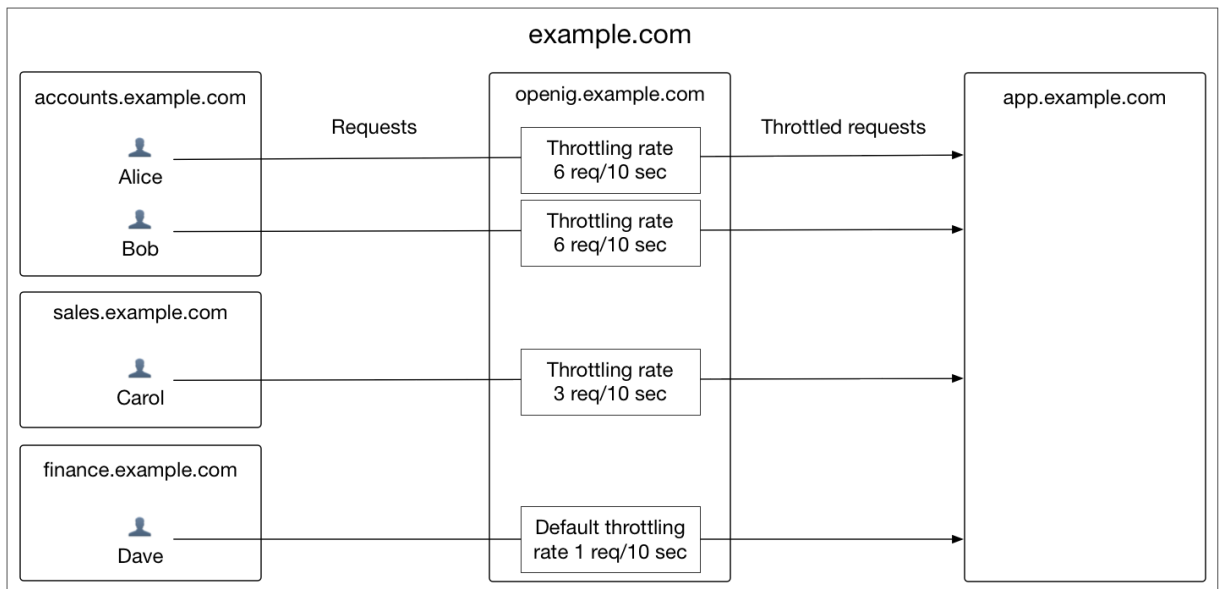 example.com
accounts.example.com
Alice
Bob
sales.example.com
Carol
finance.example.com
Dave
Requests
openig.example.com
Throttling rate
6 req/10 sec
Throttling rate
6 req/10 sec
Throttling rate
3 req/10 sec
Default throttling
rate 1 req/10 sec
Throttled requests
app.example.com